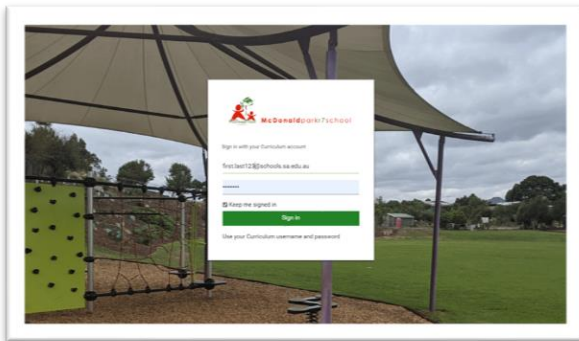 McDonaldparkr7school
Sign in with your Curriculum account
first.last123@schools.sa.edu.au
••••••••
Keep me signed in
Sign in
Use your Curriculum username and password